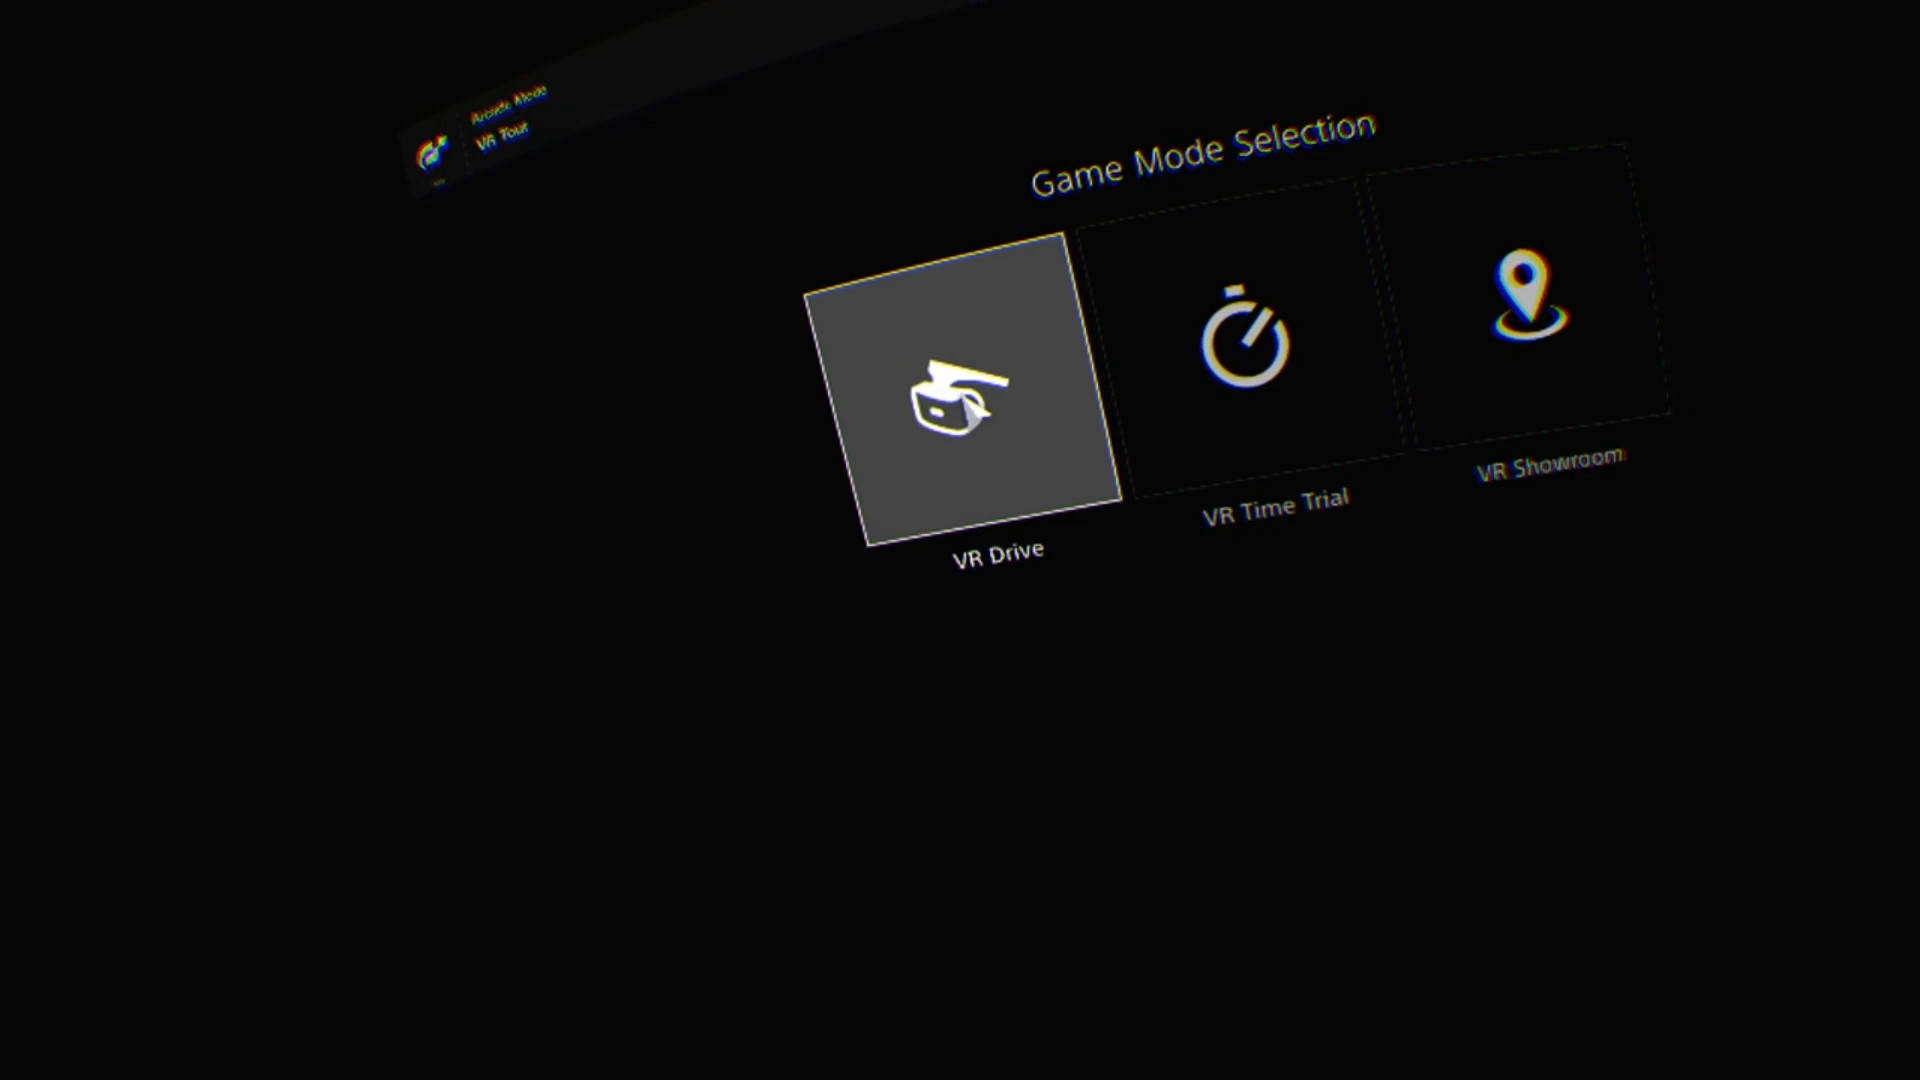 Arcade Mode
VR Tour
Game Mode Selection
VR Drive
VR Time Trial
VR Showroom